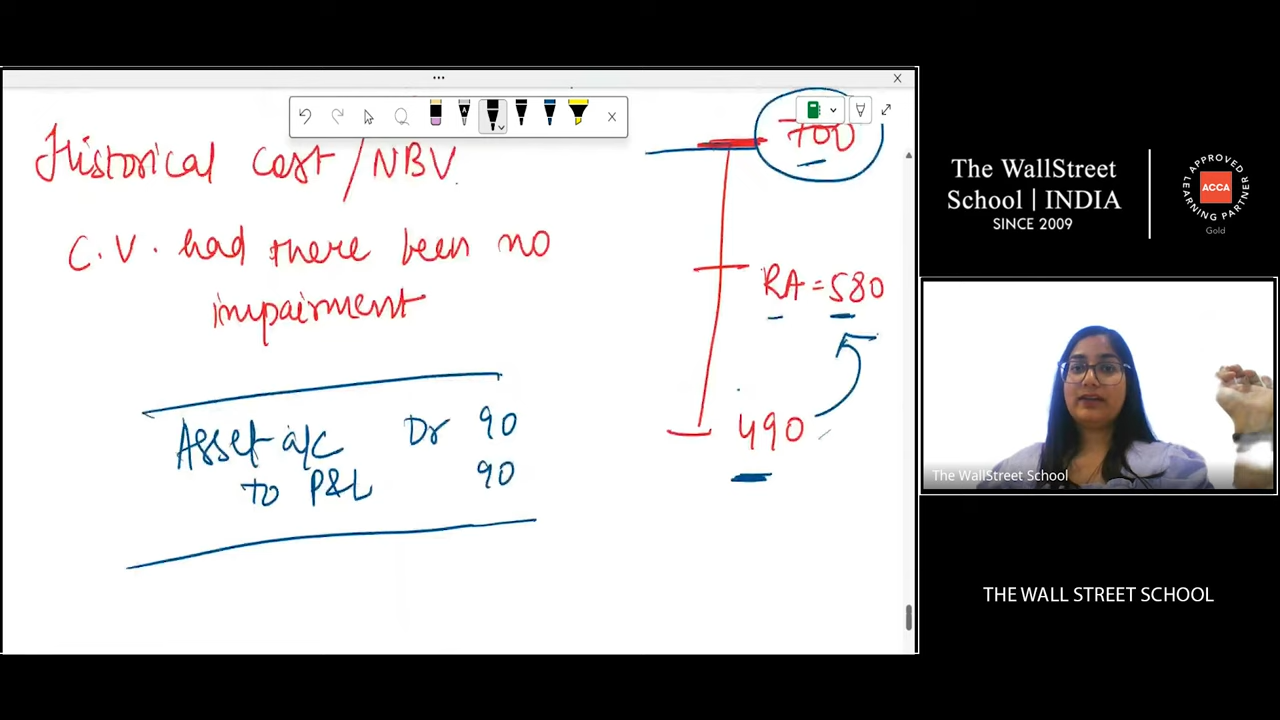 Historical Cost/NBV
C.V. had there been no
impairment
Asset a/c Dr 90
to P&L 90
700
RA = 580
490
The WallStreet
School | INDIA
SINCE 2009
APPROVED
LEARNING PARTNER
ACCA
Gold
The WallStreet School
THE WALL STREET SCHOOL